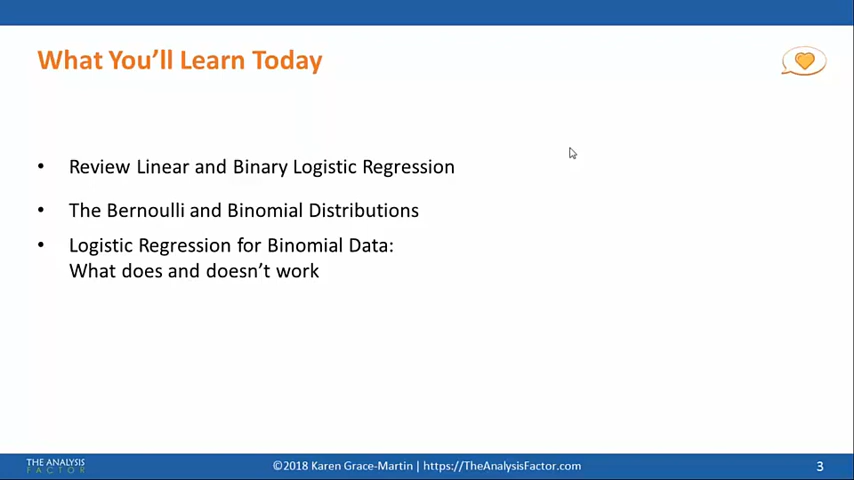 What You'll Learn Today
• Review Linear and Binary Logistic Regression
• The Bernoulli and Binomial Distributions
• Logistic Regression for Binomial Data:
What does and doesn't work
THE ANALYSIS
FACTOR
©2018 Karen Grace-Martin | https://TheAnalysisFactor.com
3